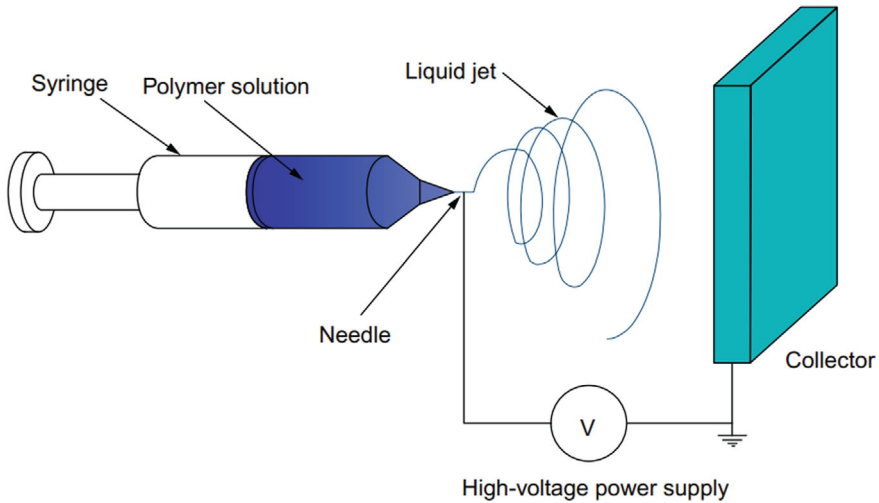 Liquid jet
Syringe
Polymer solution
Needle
Collector
V
High-voltage power supply